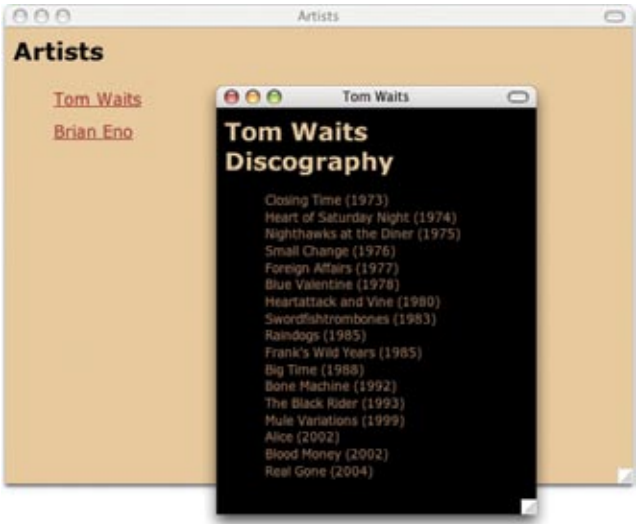 Artists
Artists
Tom Waits
Brian Eno
Tom Waits
Tom Waits
Discography
Closing Time (1973)
Heart of Saturday Night (1974)
Nighthawks at the Diner (1975)
Small Change (1976)
Foreign Affairs (1977)
Blue Valentine (1978)
Heartattack and Vine (1980)
Swordfishtrombones (1983)
Raindogs (1985)
Frank's Wild Years (1985)
Big Time (1988)
Bone Machine (1992)
The Black Rider (1993)
Mule Variations (1999)
Alice (2002)
Blood Money (2002)
Real Gone (2004)